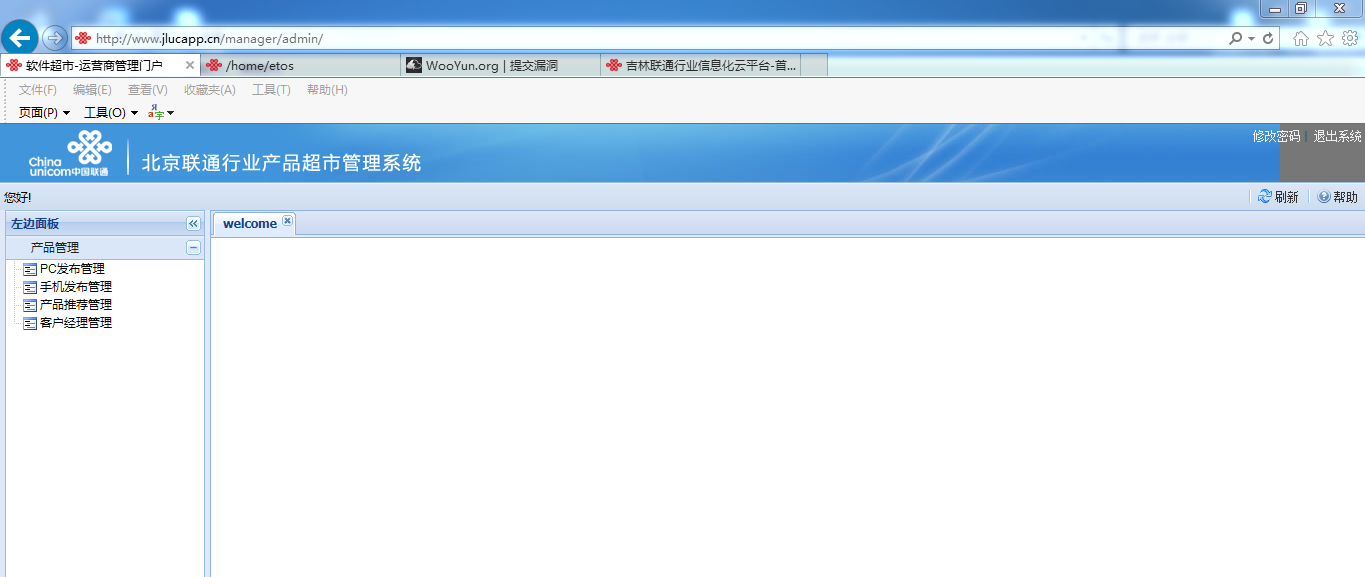 http://www.jlucapp.cn/manager/admin/
软件超市-运营商管理门户 /home/etos WooYun.org | 提交漏洞 吉林联通行业信息化云平台-首...
文件(F) 编辑(E) 查看(V) 收藏夹(A) 工具(T) 帮助(H)
页面(P) 工具(O)
修改密码 | 退出系统
China unicom中国联通 北京联通行业产品超市管理系统
您好! 刷新 帮助
左边面板 welcome
产品管理
PC发布管理
手机发布管理
产品推荐管理
客户经理管理